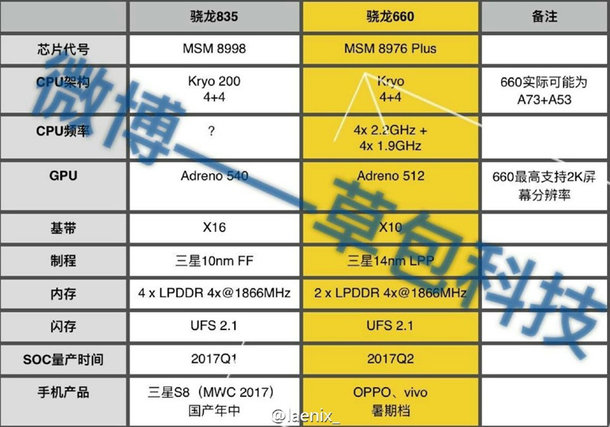 骁龙835 骁龙660 备注
芯片代号 MSM 8998 MSM 8976 Plus
CPU架构 Kryo 200 Kryo 660实际可能为
4+4 4+4 A73+A53
CPU频率 ? 4x 2.2GHz +
4x 1.9GHz
GPU Adreno 540 Adreno 512 660最高支持2K屏
幕分辨率
基带 X16 X10
制程 三星10nm FF 三星14nm LPP
内存 4 x LPDDR 4x@1866MHz 2 x LPDDR 4x@1866MHz
闪存 UFS 2.1 UFS 2.1
SOC量产时间 2017Q1 2017Q2
手机产品 三星S8（MWC 2017） OPPO、vivo
国产年中 暑期档
微博——草包科技
@laenix_